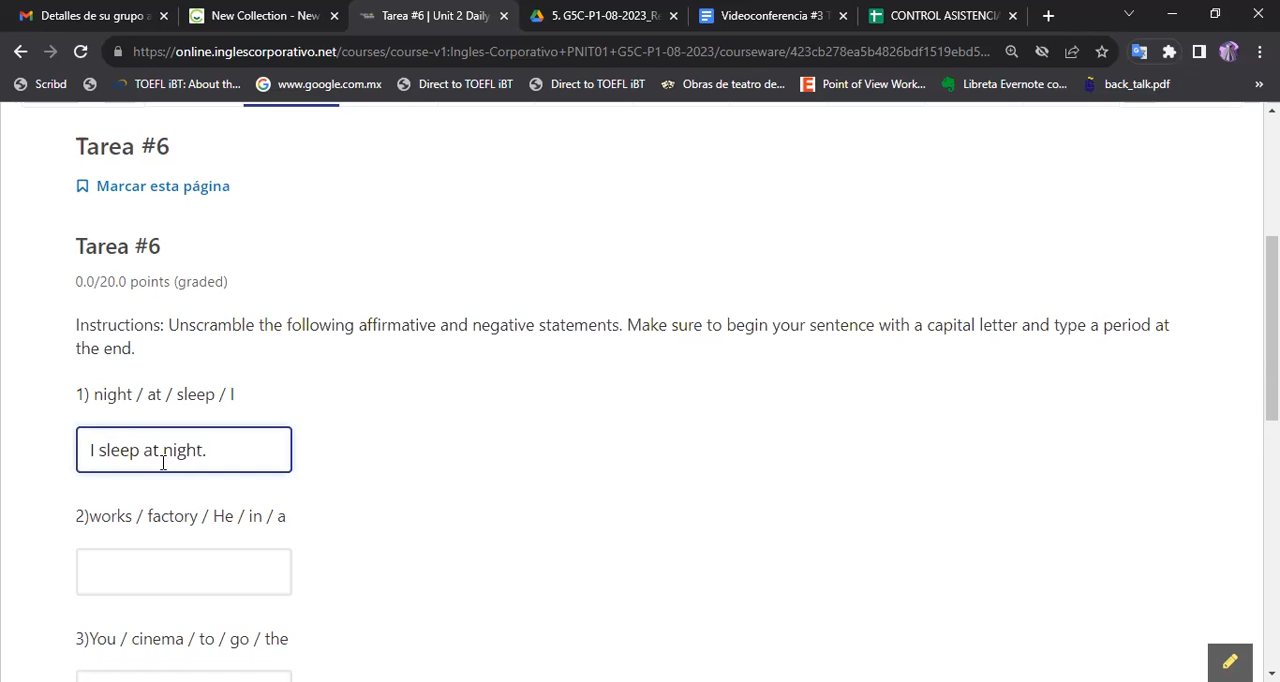 Detalles de su grupo a
New Collection - New
Tarea #6 | Unit 2 Daily
5. G5C-P1-08-2023_Re
Videoconferencia #3 T
CONTROL ASISTENCIA
https://online.inglescorporativo.net/courses/course-v1:Ingles-Corporativo+PNIT01+G5C-P1-08-2023/courseware/423cb278ea5b4826bdf1519ebd5...
Scribd
TOEFL iBT: About th...
www.google.com.mx
Direct to TOEFL iBT
Direct to TOEFL iBT
Obras de teatro de...
Point of View Work...
Libreta Evernote co...
back_talk.pdf
»
Tarea #6
Marcar esta página
Tarea #6
0.0/20.0 points (graded)
Instructions: Unscramble the following affirmative and negative statements. Make sure to begin your sentence with a capital letter and type a period at
the end.
1) night / at / sleep / I
I sleep at night.
2)works / factory / He / in / a
3)You / cinema / to / go / the